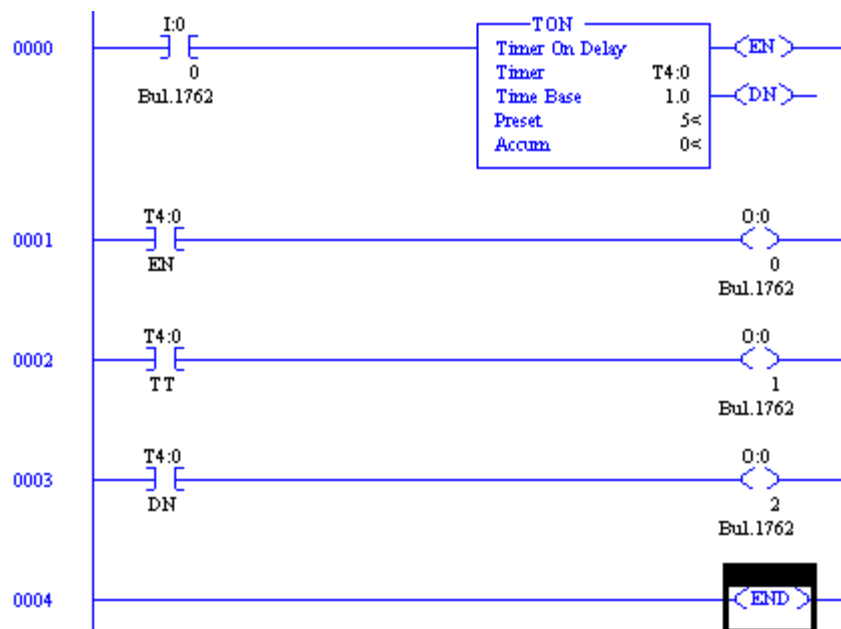 I:0
TON
0000
Timer On Delay
EN
0
Timer T4:0
Bul.1762
Time Base 1.0
DN
Preset 5<
Accum 0<
T4:0
O:0
0001
EN
0
Bul.1762
T4:0
O:0
0002
TT
1
Bul.1762
T4:0
O:0
0003
DN
2
Bul.1762
0004
END